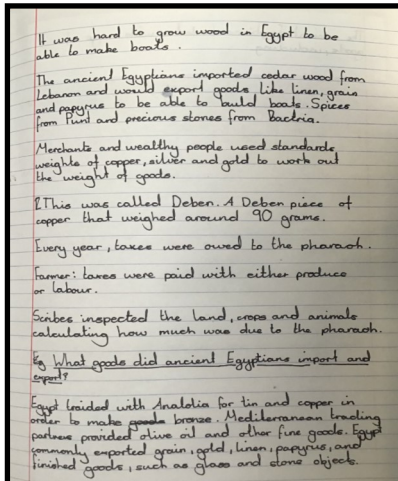 It was hard to grow wood in Egypt to be
able to make boats.
The ancient Egyptians imported cedar wood from
Lebanon and would export goods like linen, grain
and papyrus to be able to build boats. Spices
from Punt and precious stones from Bactria.
Merchants and wealthy people used standards
weights of copper, silver and gold to work out
the weight of goods.
This was called Deben. A Deben piece of
copper that weighed around 90 grams.
Every year, taxes were owed to the pharaoh.
Farmer: taxes were paid with either produce
or labour.
Scribes inspected the land, crops and animals
calculating how much was due to the pharaoh.
Eg What goods did ancient Egyptians import and
export?
Egypt traided with Anatolia for tin and copper in
order to make goods bronze. Mediterranean trading
partners provided olive oil and other fine goods. Egypt
commonly exported grain, gold, linen, papyrus, and
finished goods, such as glass and stone objects.